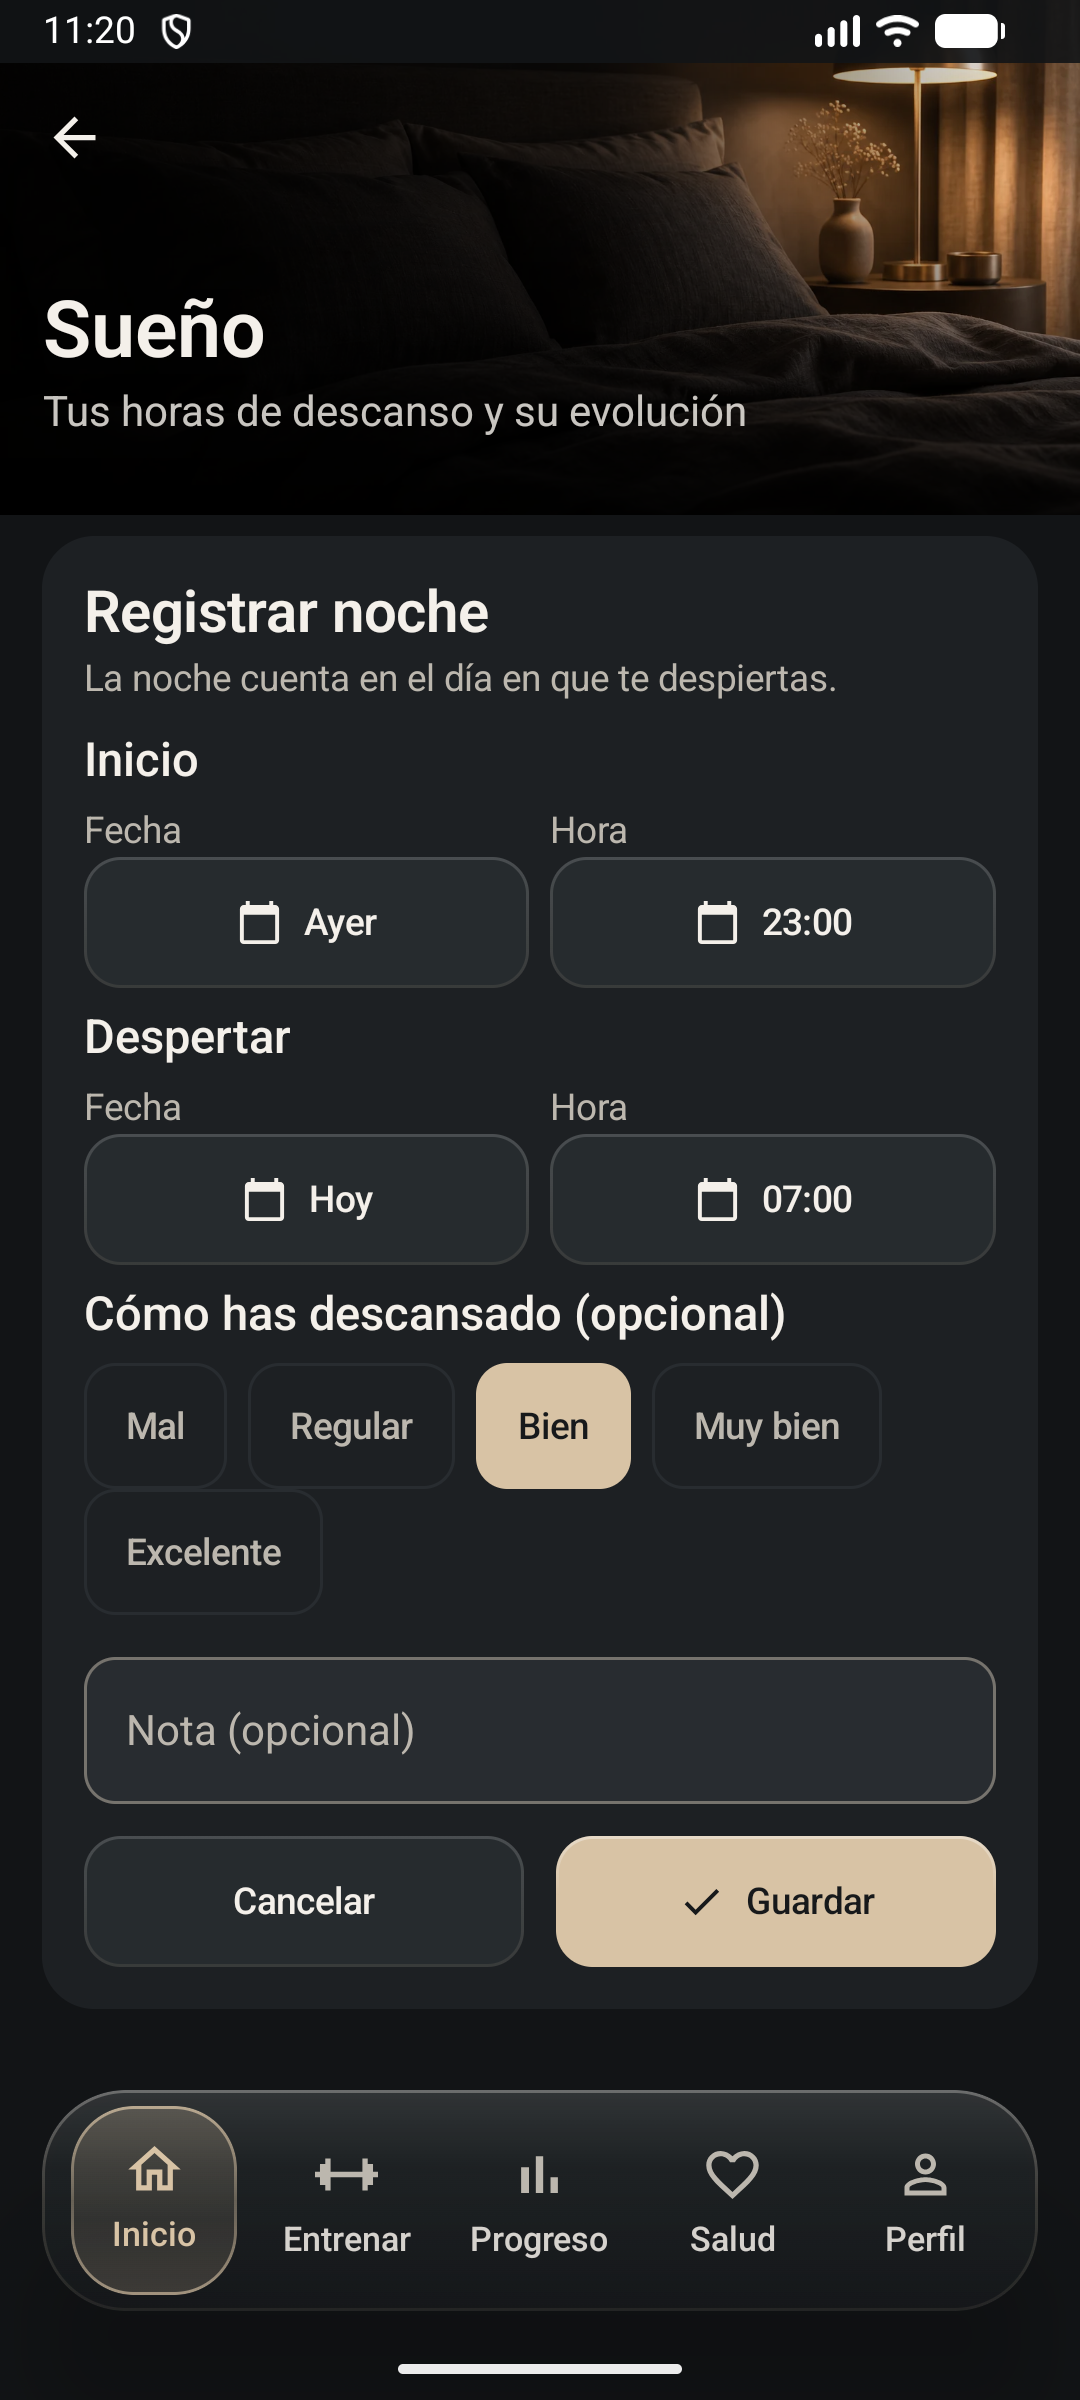 11:20
Sueño
Tus horas de descanso y su evolución
Registrar noche
La noche cuenta en el día en que te despiertas.
Inicio
Fecha Hora
Ayer 23:00
Despertar
Fecha Hora
Hoy 07:00
Cómo has descansado (opcional)
Mal Regular Bien Muy bien
Excelente
Nota (opcional)
Cancelar Guardar
Inicio Entrenar Progreso Salud Perfil